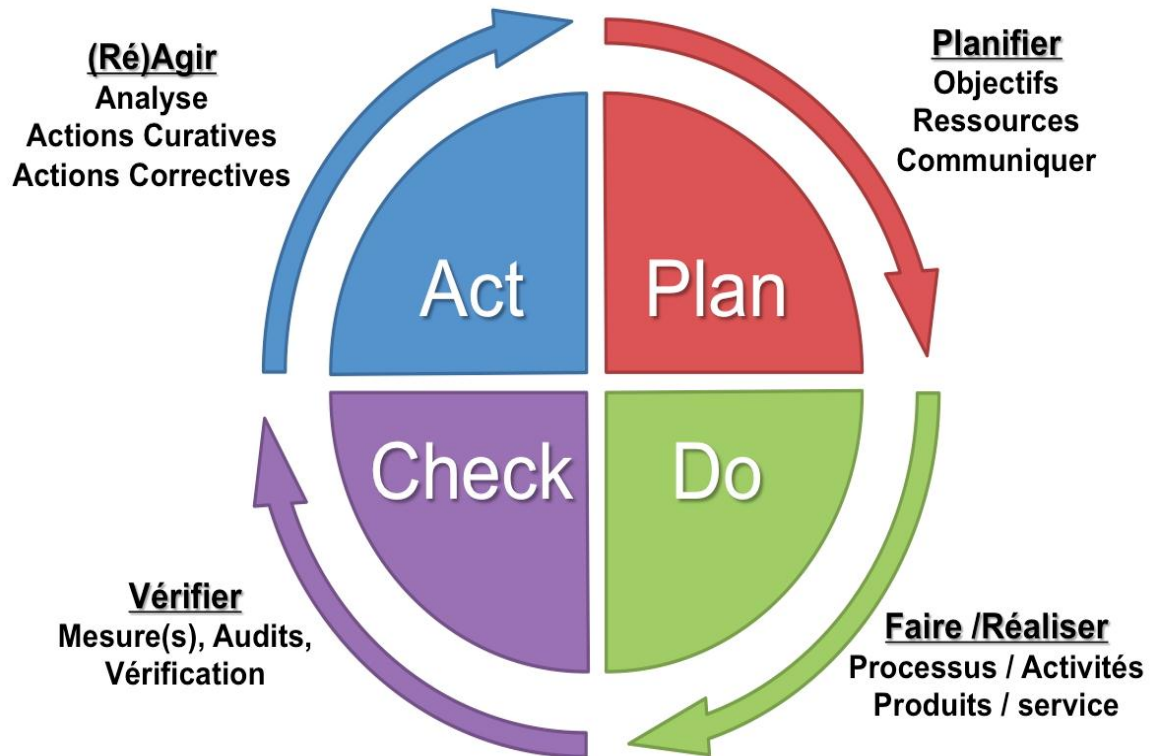 (Ré)Agir
Analyse
Actions Curatives
Actions Correctives
Planifier
Objectifs
Ressources
Communiquer
Act
Plan
Check
Do
Vérifier
Mesure(s), Audits,
Vérification
Faire /Réaliser
Processus / Activités
Produits / service